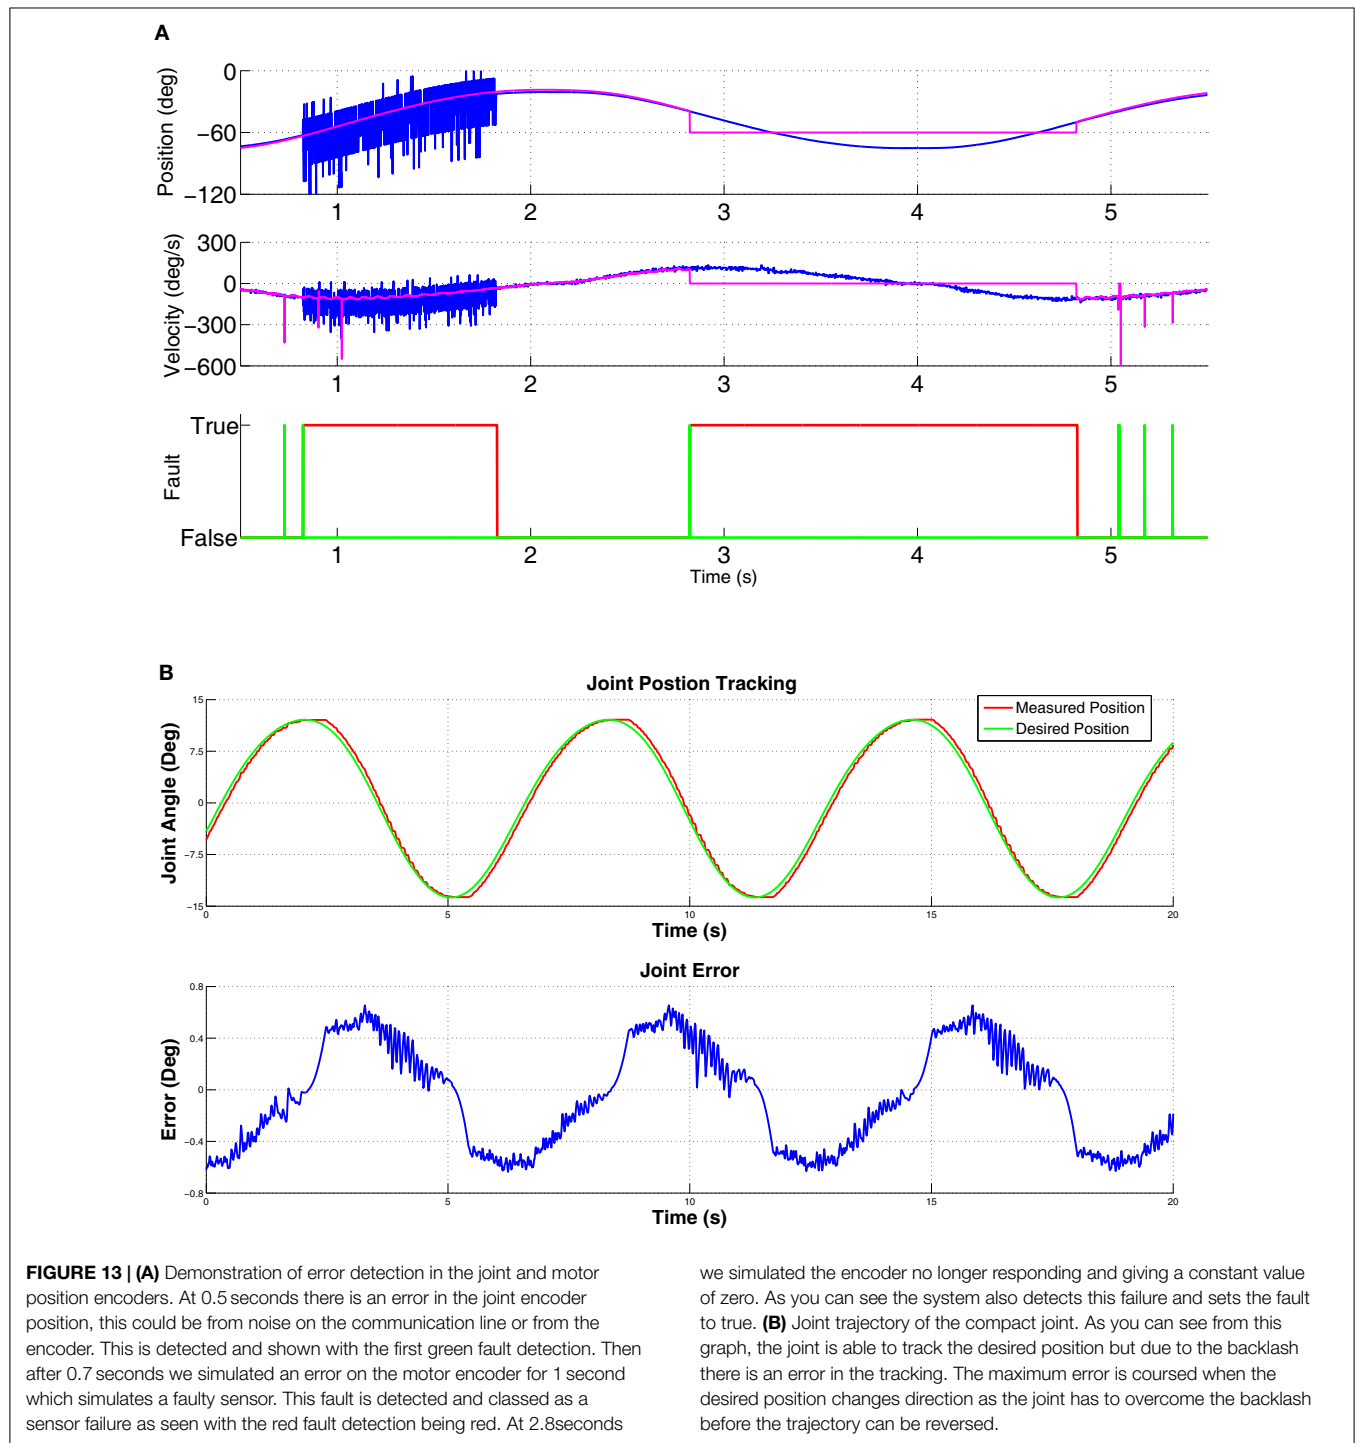 A
Position (deg)
0
−60
−120
1 2 3 4 5
Velocity (deg/s)
300
0
−300
−600
1 2 3 4 5
Fault
True
False
1 2 3 4 5
Time (s)
B
Joint Postion Tracking
Joint Angle (Deg)
15
7.5
0
−7.5
−15
Measured Position
Desired Position
0 5 10 15 20
Time (s)
Joint Error
Error (Deg)
0.8
0.4
0
−0.4
−0.8
0 5 10 15 20
Time (s)
FIGURE 13 | (A) Demonstration of error detection in the joint and motor
position encoders. At 0.5 seconds there is an error in the joint encoder
position, this could be from noise on the communication line or from the
encoder. This is detected and shown with the first green fault detection. Then
after 0.7 seconds we simulated an error on the motor encoder for 1 second
which simulates a faulty sensor. This fault is detected and classed as a
sensor failure as seen with the red fault detection being red. At 2.8seconds
we simulated the encoder no longer responding and giving a constant value
of zero. As you can see the system also detects this failure and sets the fault
to true. (B) Joint trajectory of the compact joint. As you can see from this
graph, the joint is able to track the desired position but due to the backlash
there is an error in the tracking. The maximum error is coursed when the
desired position changes direction as the joint has to overcome the backlash
before the trajectory can be reversed.